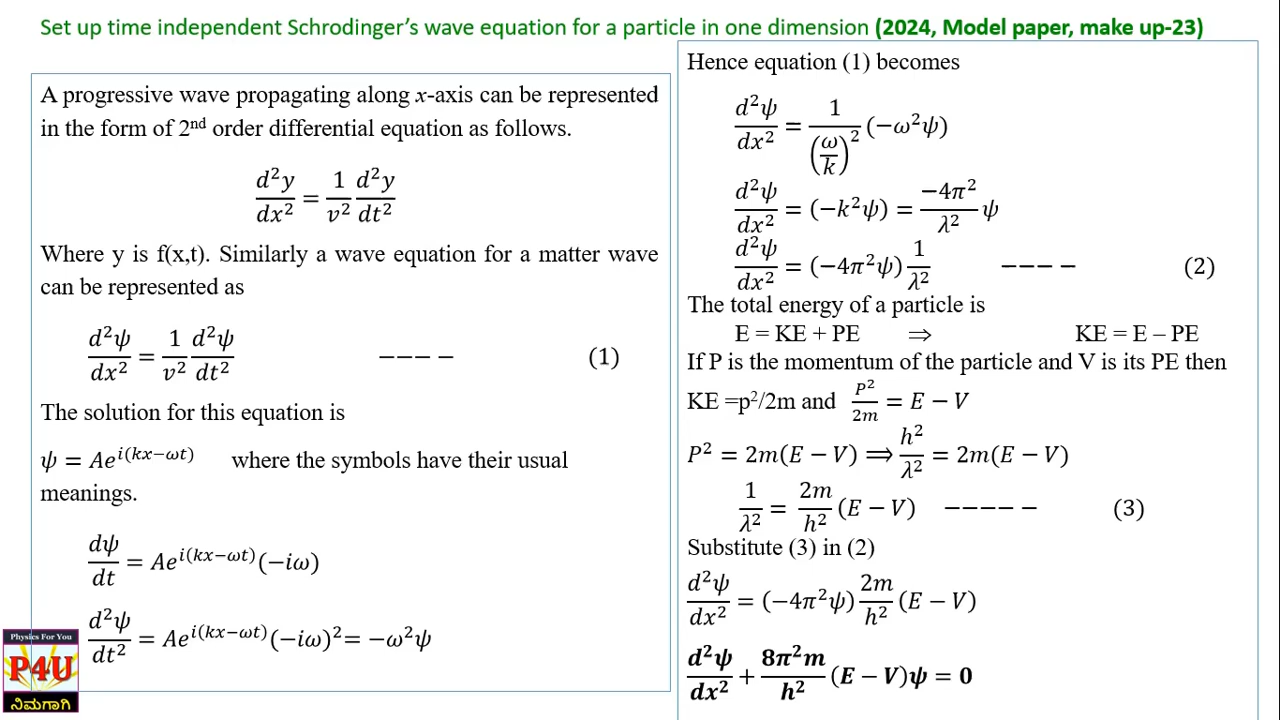 Set up time independent Schrodinger's wave equation for a particle in one dimension (2024, Model paper, make up-23)
A progressive wave propagating along x-axis can be represented
in the form of 2nd order differential equation as follows.
d²y/dx² = 1/v² d²y/dt²
Where y is f(x,t). Similarly a wave equation for a matter wave
can be represented as
d²ψ/dx² = 1/v² d²ψ/dt² −−−− (1)
The solution for this equation is
ψ = Ae^{i(kx−ωt)} where the symbols have their usual
meanings.
dψ/dt = Ae^{i(kx−ωt)}(−iω)
d²ψ/dt² = Ae^{i(kx−ωt)}(−iω)² = −ω²ψ
Physics For You
P4U
ನಿಮಗಾಗಿ
Hence equation (1) becomes
d²ψ/dx² = 1/(ω/k)² (−ω²ψ)
d²ψ/dx² = (−k²ψ) = −4π²/λ² ψ
d²ψ/dx² = (−4π²ψ) 1/λ² −−−− (2)
The total energy of a particle is
E = KE + PE ⇒ KE = E – PE
If P is the momentum of the particle and V is its PE then
KE =p²/2m and P²/2m = E − V
P² = 2m(E − V) ⟹ h²/λ² = 2m(E − V)
1/λ² = 2m/h² (E − V) −−−−− (3)
Substitute (3) in (2)
d²ψ/dx² = (−4π²ψ) 2m/h² (E − V)
d²ψ/dx² + 8π²m/h² (E − V)ψ = 0